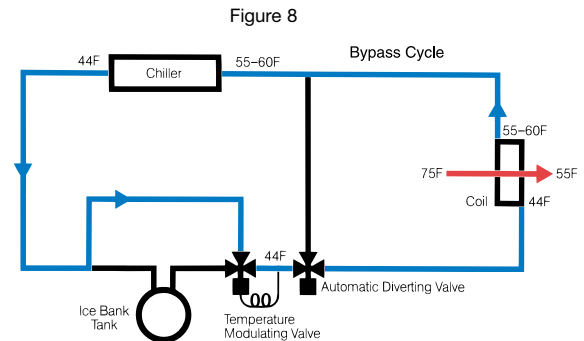 Figure 8
Bypass Cycle
44F
Chiller
55–60F
55–60F
75F
55F
Coil
44F
44F
Automatic Diverting Valve
Ice Bank
Tank
Temperature
Modulating Valve